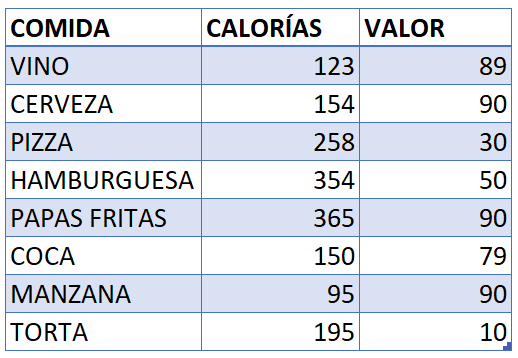 COMIDA CALORÍAS VALOR
VINO 123 89
CERVEZA 154 90
PIZZA 258 30
HAMBURGUESA 354 50
PAPAS FRITAS 365 90
COCA 150 79
MANZANA 95 90
TORTA 195 10